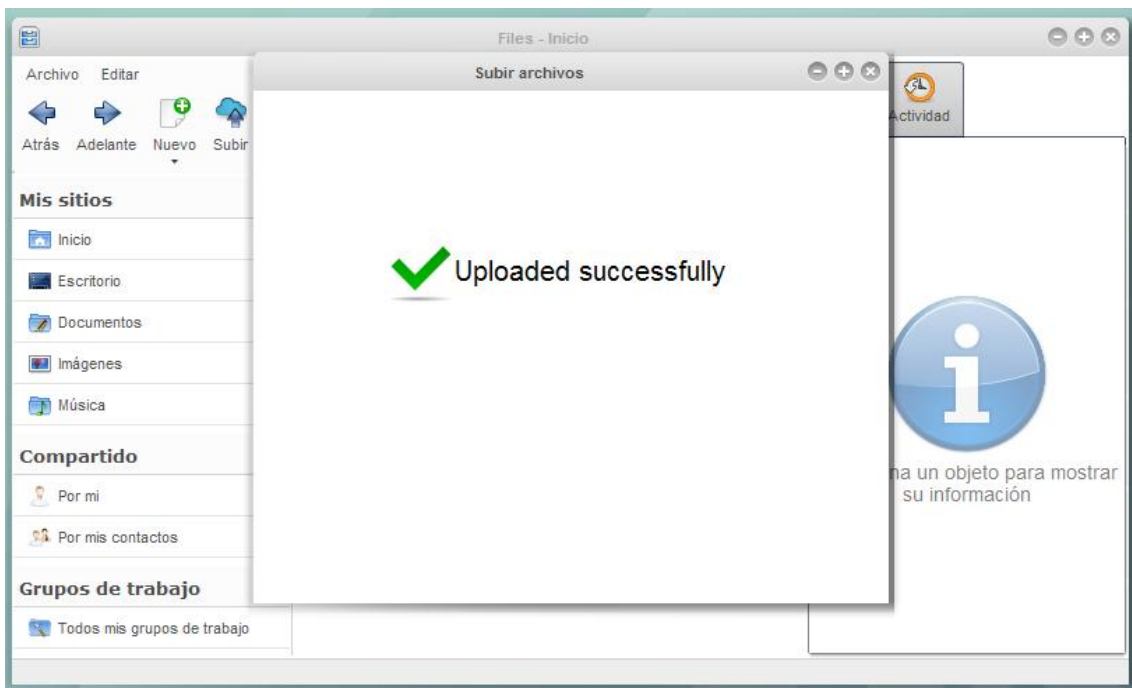 Files - Inicio
Subir archivos
Archivo Editar
Atrás Adelante Nuevo Subir
Actividad
Mis sitios
Inicio
Escritorio
Documentos
Imágenes
Música
Compartido
Por mi
Por mis contactos
Grupos de trabajo
Todos mis grupos de trabajo
Uploaded successfully
un objeto para mostrar
su información